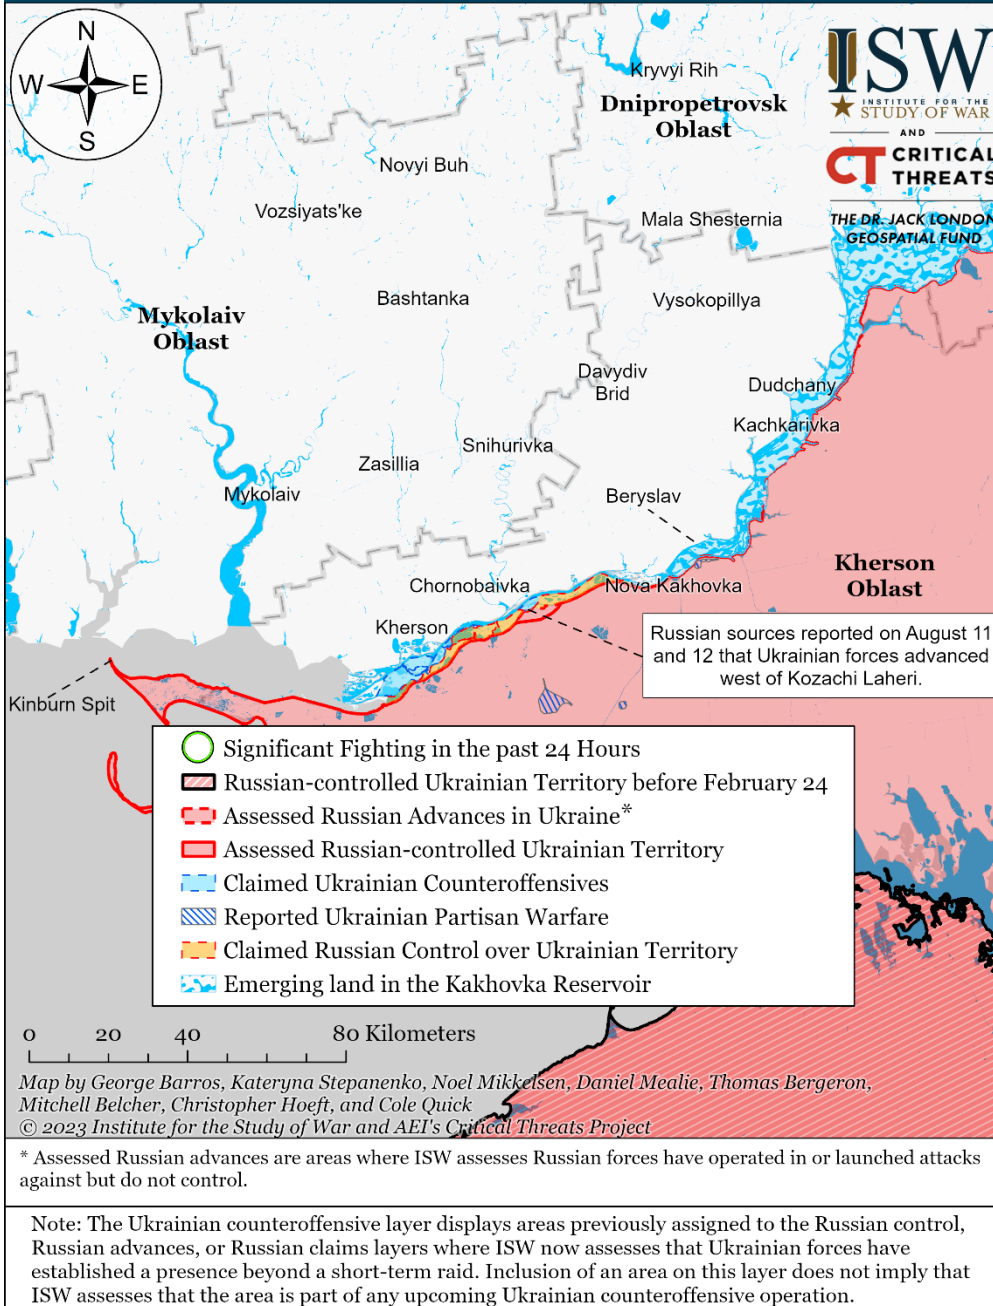 N
W E
S
ISW
INSTITUTE FOR THE
STUDY OF WAR
AND
CT CRITICAL
THREATS
THE DR. JACK LONDON
GEOSPATIAL FUND
Kryvyi Rih
Dnipropetrovsk
Oblast
Novyi Buh
Vozsiyats'ke
Mala Shesternia
Bashtanka
Vysokopillya
Mykolaiv
Oblast
Davydiv
Brid
Dudchany
Kachkarivka
Snihurivka
Zasillia
Mykolaiv
Beryslav
Kherson
Oblast
Chornobaivka
Nova Kakhovka
Kherson
Russian sources reported on August 11
and 12 that Ukrainian forces advanced
west of Kozachi Laheri.
Kinburn Spit
Significant Fighting in the past 24 Hours
Russian-controlled Ukrainian Territory before February 24
Assessed Russian Advances in Ukraine*
Assessed Russian-controlled Ukrainian Territory
Claimed Ukrainian Counteroffensives
Reported Ukrainian Partisan Warfare
Claimed Russian Control over Ukrainian Territory
Emerging land in the Kakhovka Reservoir
0 20 40 80 Kilometers
Map by George Barros, Kateryna Stepanenko, Noel Mikkelsen, Daniel Mealie, Thomas Bergeron,
Mitchell Belcher, Christopher Hoeft, and Cole Quick
© 2023 Institute for the Study of War and AEI's Critical Threats Project
* Assessed Russian advances are areas where ISW assesses Russian forces have operated in or launched attacks
against but do not control.
Note: The Ukrainian counteroffensive layer displays areas previously assigned to the Russian control,
Russian advances, or Russian claims layers where ISW now assesses that Ukrainian forces have
established a presence beyond a short-term raid. Inclusion of an area on this layer does not imply that
ISW assesses that the area is part of any upcoming Ukrainian counteroffensive operation.